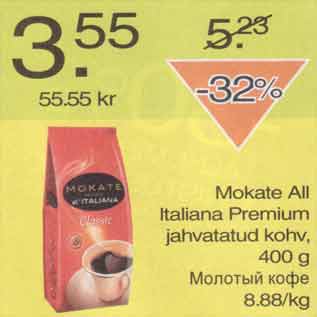 3.55
5.23
55.55 kr
-32%
MOKATE
all'ITALIANA
Classic
Mokate All
Italiana Premium
jahvatatud kohv,
400 g
Молотый кофе
8.88/kg